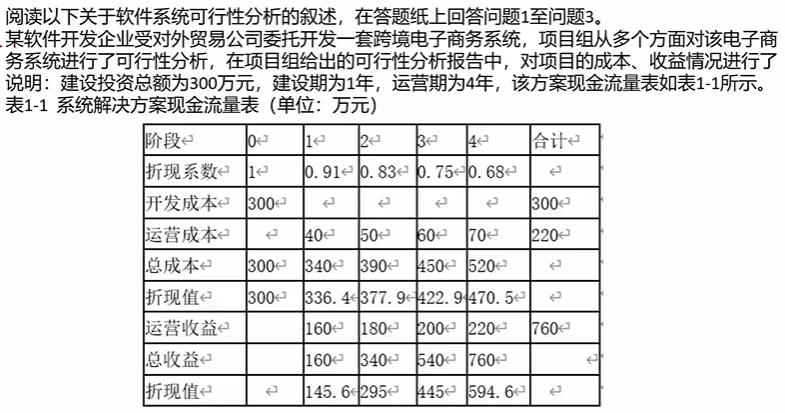 阅读以下关于软件系统可行性分析的叙述，在答题纸上回答问题1至问题3。
某软件开发企业受对外贸易公司委托开发一套跨境电子商务系统，项目组从多个方面对该电子商
务系统进行了可行性分析，在项目组给出的可行性分析报告中，对项目的成本、收益情况进行了
说明：建设投资总额为300万元，建设期为1年，运营期为4年，该方案现金流量表如表1-1所示。
表1-1 系统解决方案现金流量表（单位：万元）
阶段 0 1 2 3 4 合计
折现系数 1 0.91 0.83 0.75 0.68
开发成本 300 300
运营成本 40 50 60 70 220
总成本 300 340 390 450 520
折现值 300 336.4 377.9 422.9 470.5
运营收益 160 180 200 220 760
总收益 160 340 540 760
折现值 145.6 295 445 594.6